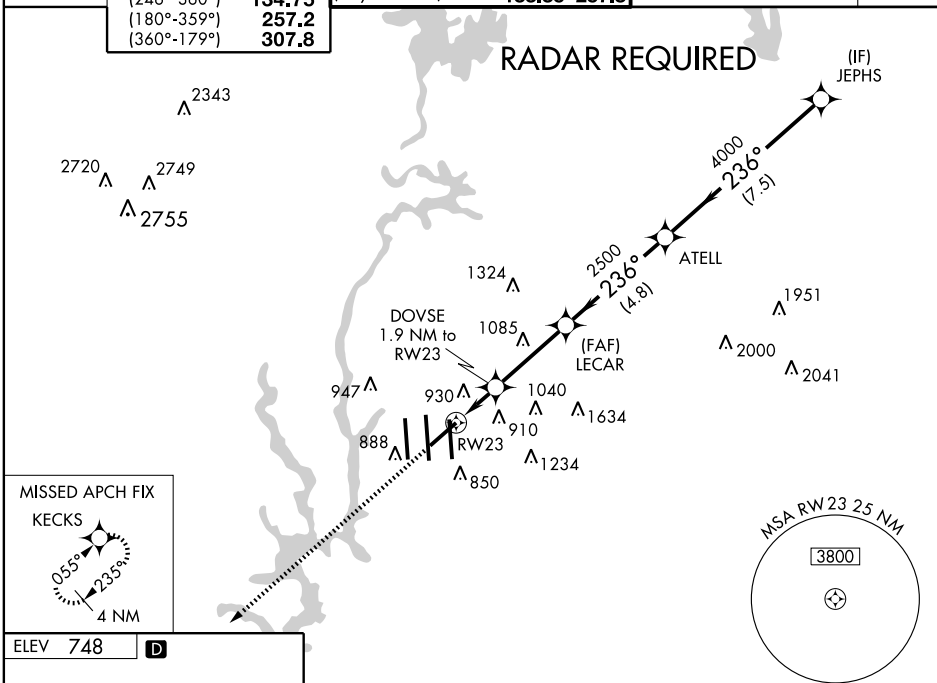 (180°-359°) 257.2
(360°-179°) 307.8
RADAR REQUIRED
(IF)
JEPHS
2343
4000
236°
(7.5)
2720
2749
2755
ATELL
2500
236°
(4.8)
1324
1951
DOVSE
1.9 NM to
RW23
1085
(FAF)
LECAR
2000
2041
947
930
1040
1634
910
888
RW23
1234
850
MISSED APCH FIX
KECKS
055°
235°
4 NM
MSA RW23 25 NM
3800
ELEV 748 D